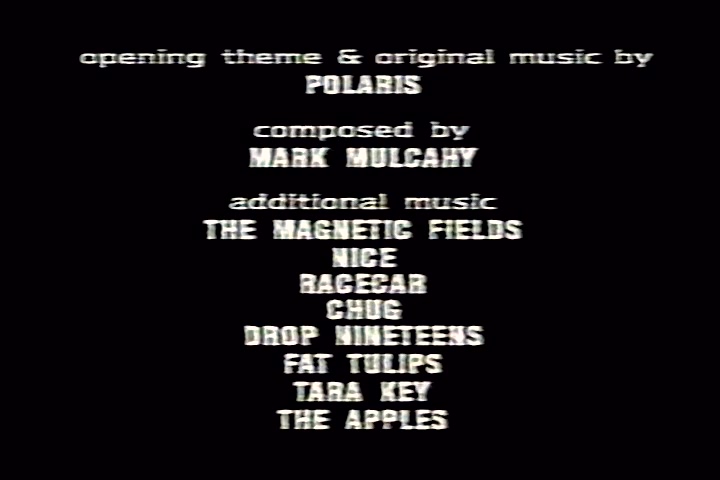 opening theme & original music by
POLARIS
composed by
MARK MULCAHY
additional music
THE MAGNETIC FIELDS
NICE
RACECAR
CHUG
DROP NINETEENS
FAT TULIPS
TARA KEY
THE APPLES